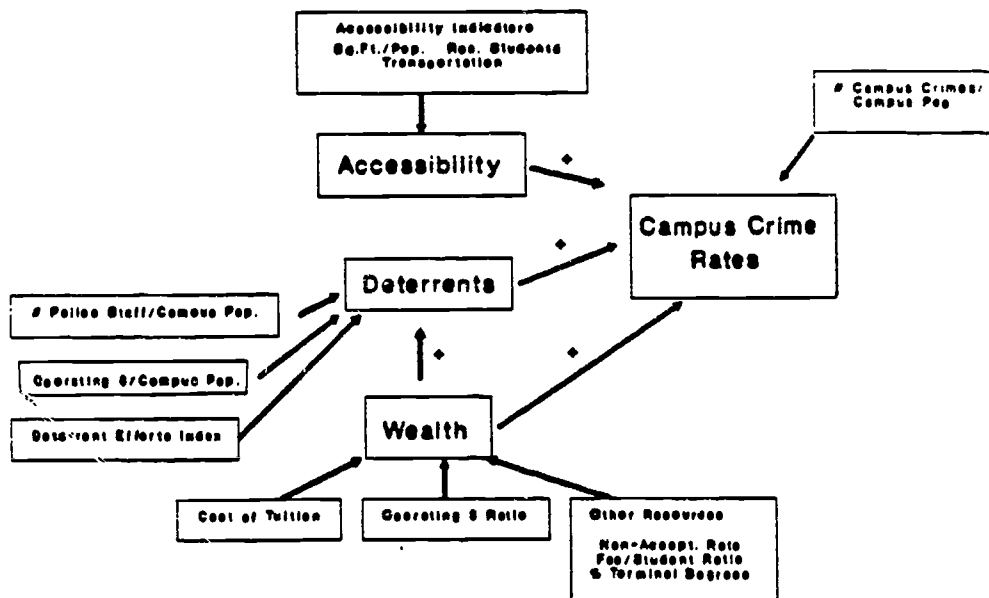 Accessibility Indicators
Sq.Ft./Pop. Res. Students
Transportation
# Campus Crimes/
Campus Pop
Accessibility
+
Campus Crime
Rates
+
Deterrents
# Police Staff/Campus Pop.
+
+
Operating $/Campus Pop.
Deterrent Efforts Index
Wealth
Cost of Tuition
Operating $ Ratio
Other Resources
Non-Accept. Rate
Fac/Student Ratio
% Terminal Degrees